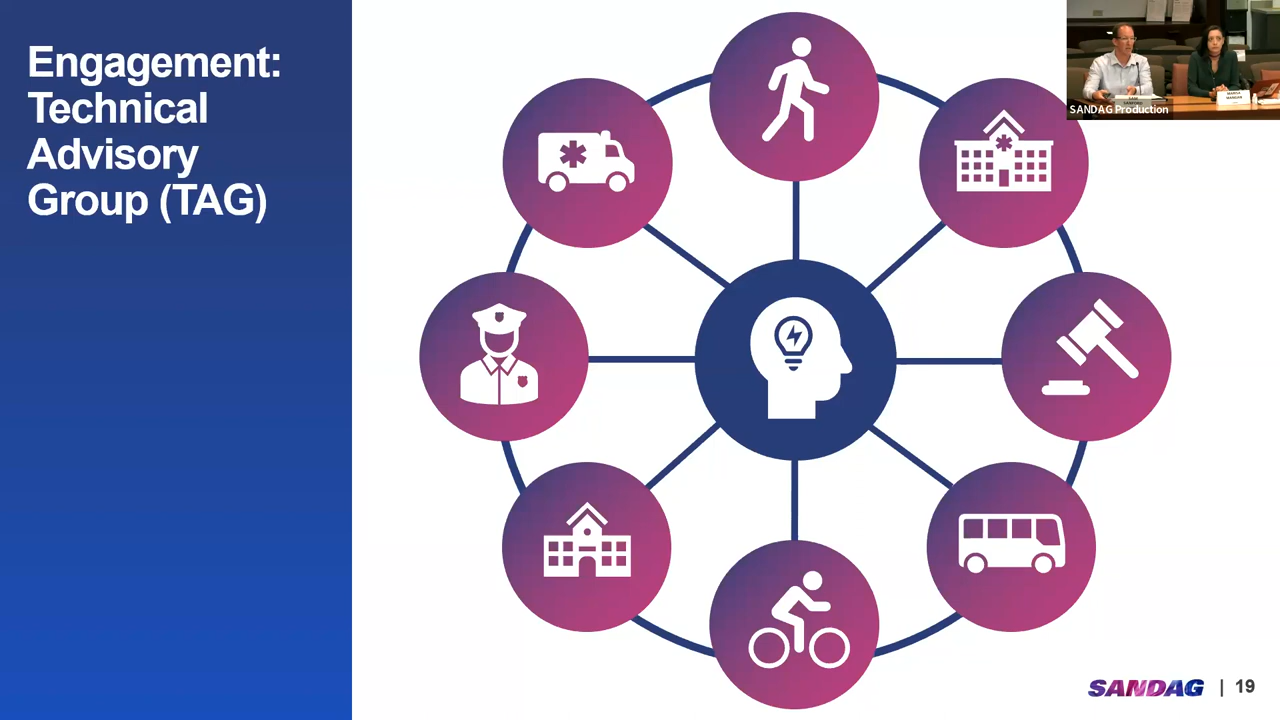 Engagement:
Technical
Advisory
Group (TAG)
SANDAG Production
SANDAG | 19